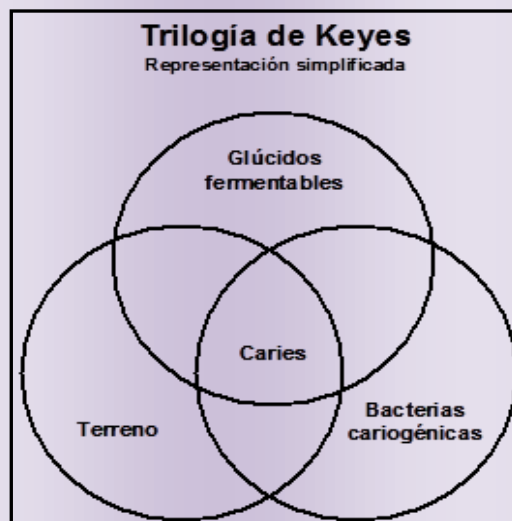 Trilogía de Keyes
Representación simplificada
Glúcidos
fermentables
Caries
Terreno
Bacterias
cariogénicas